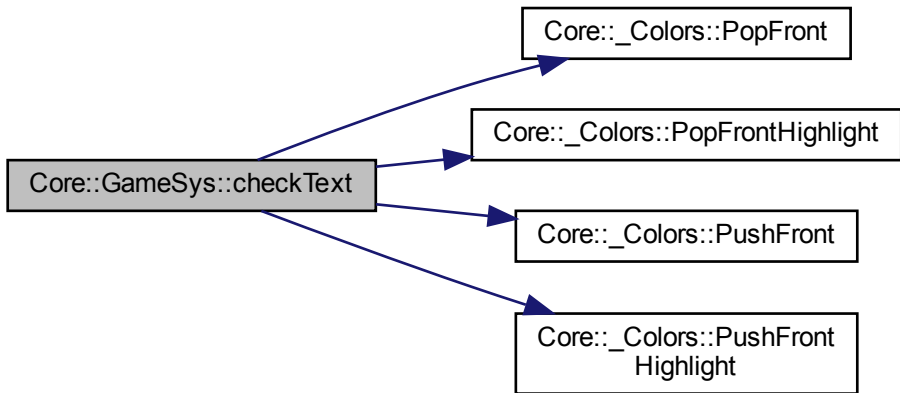 Core::_Colors::PopFront
Core::_Colors::PopFrontHighlight
Core::GameSys::checkText
Core::_Colors::PushFront
Core::_Colors::PushFront
Highlight